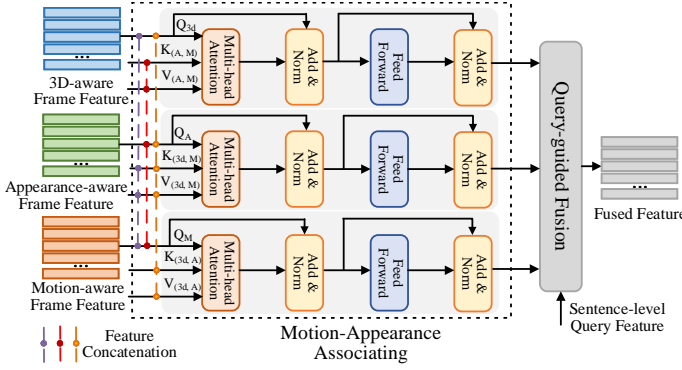 3D-aware
Frame Feature
Q3d
K(A, M)
V(A, M)
Multi-head
Attention
Add &
Norm
Feed
Forward
Add &
Norm
Appearance-aware
Frame Feature
QA
K(3d, M)
V(3d, M)
Multi-head
Attention
Add &
Norm
Feed
Forward
Add &
Norm
Motion-aware
Frame Feature
QM
K(3d, A)
V(3d, A)
Multi-head
Attention
Add &
Norm
Feed
Forward
Add &
Norm
Query-guided Fusion
Fused Feature
Sentence-level
Query Feature
Feature
Concatenation
Motion-Appearance
Associating